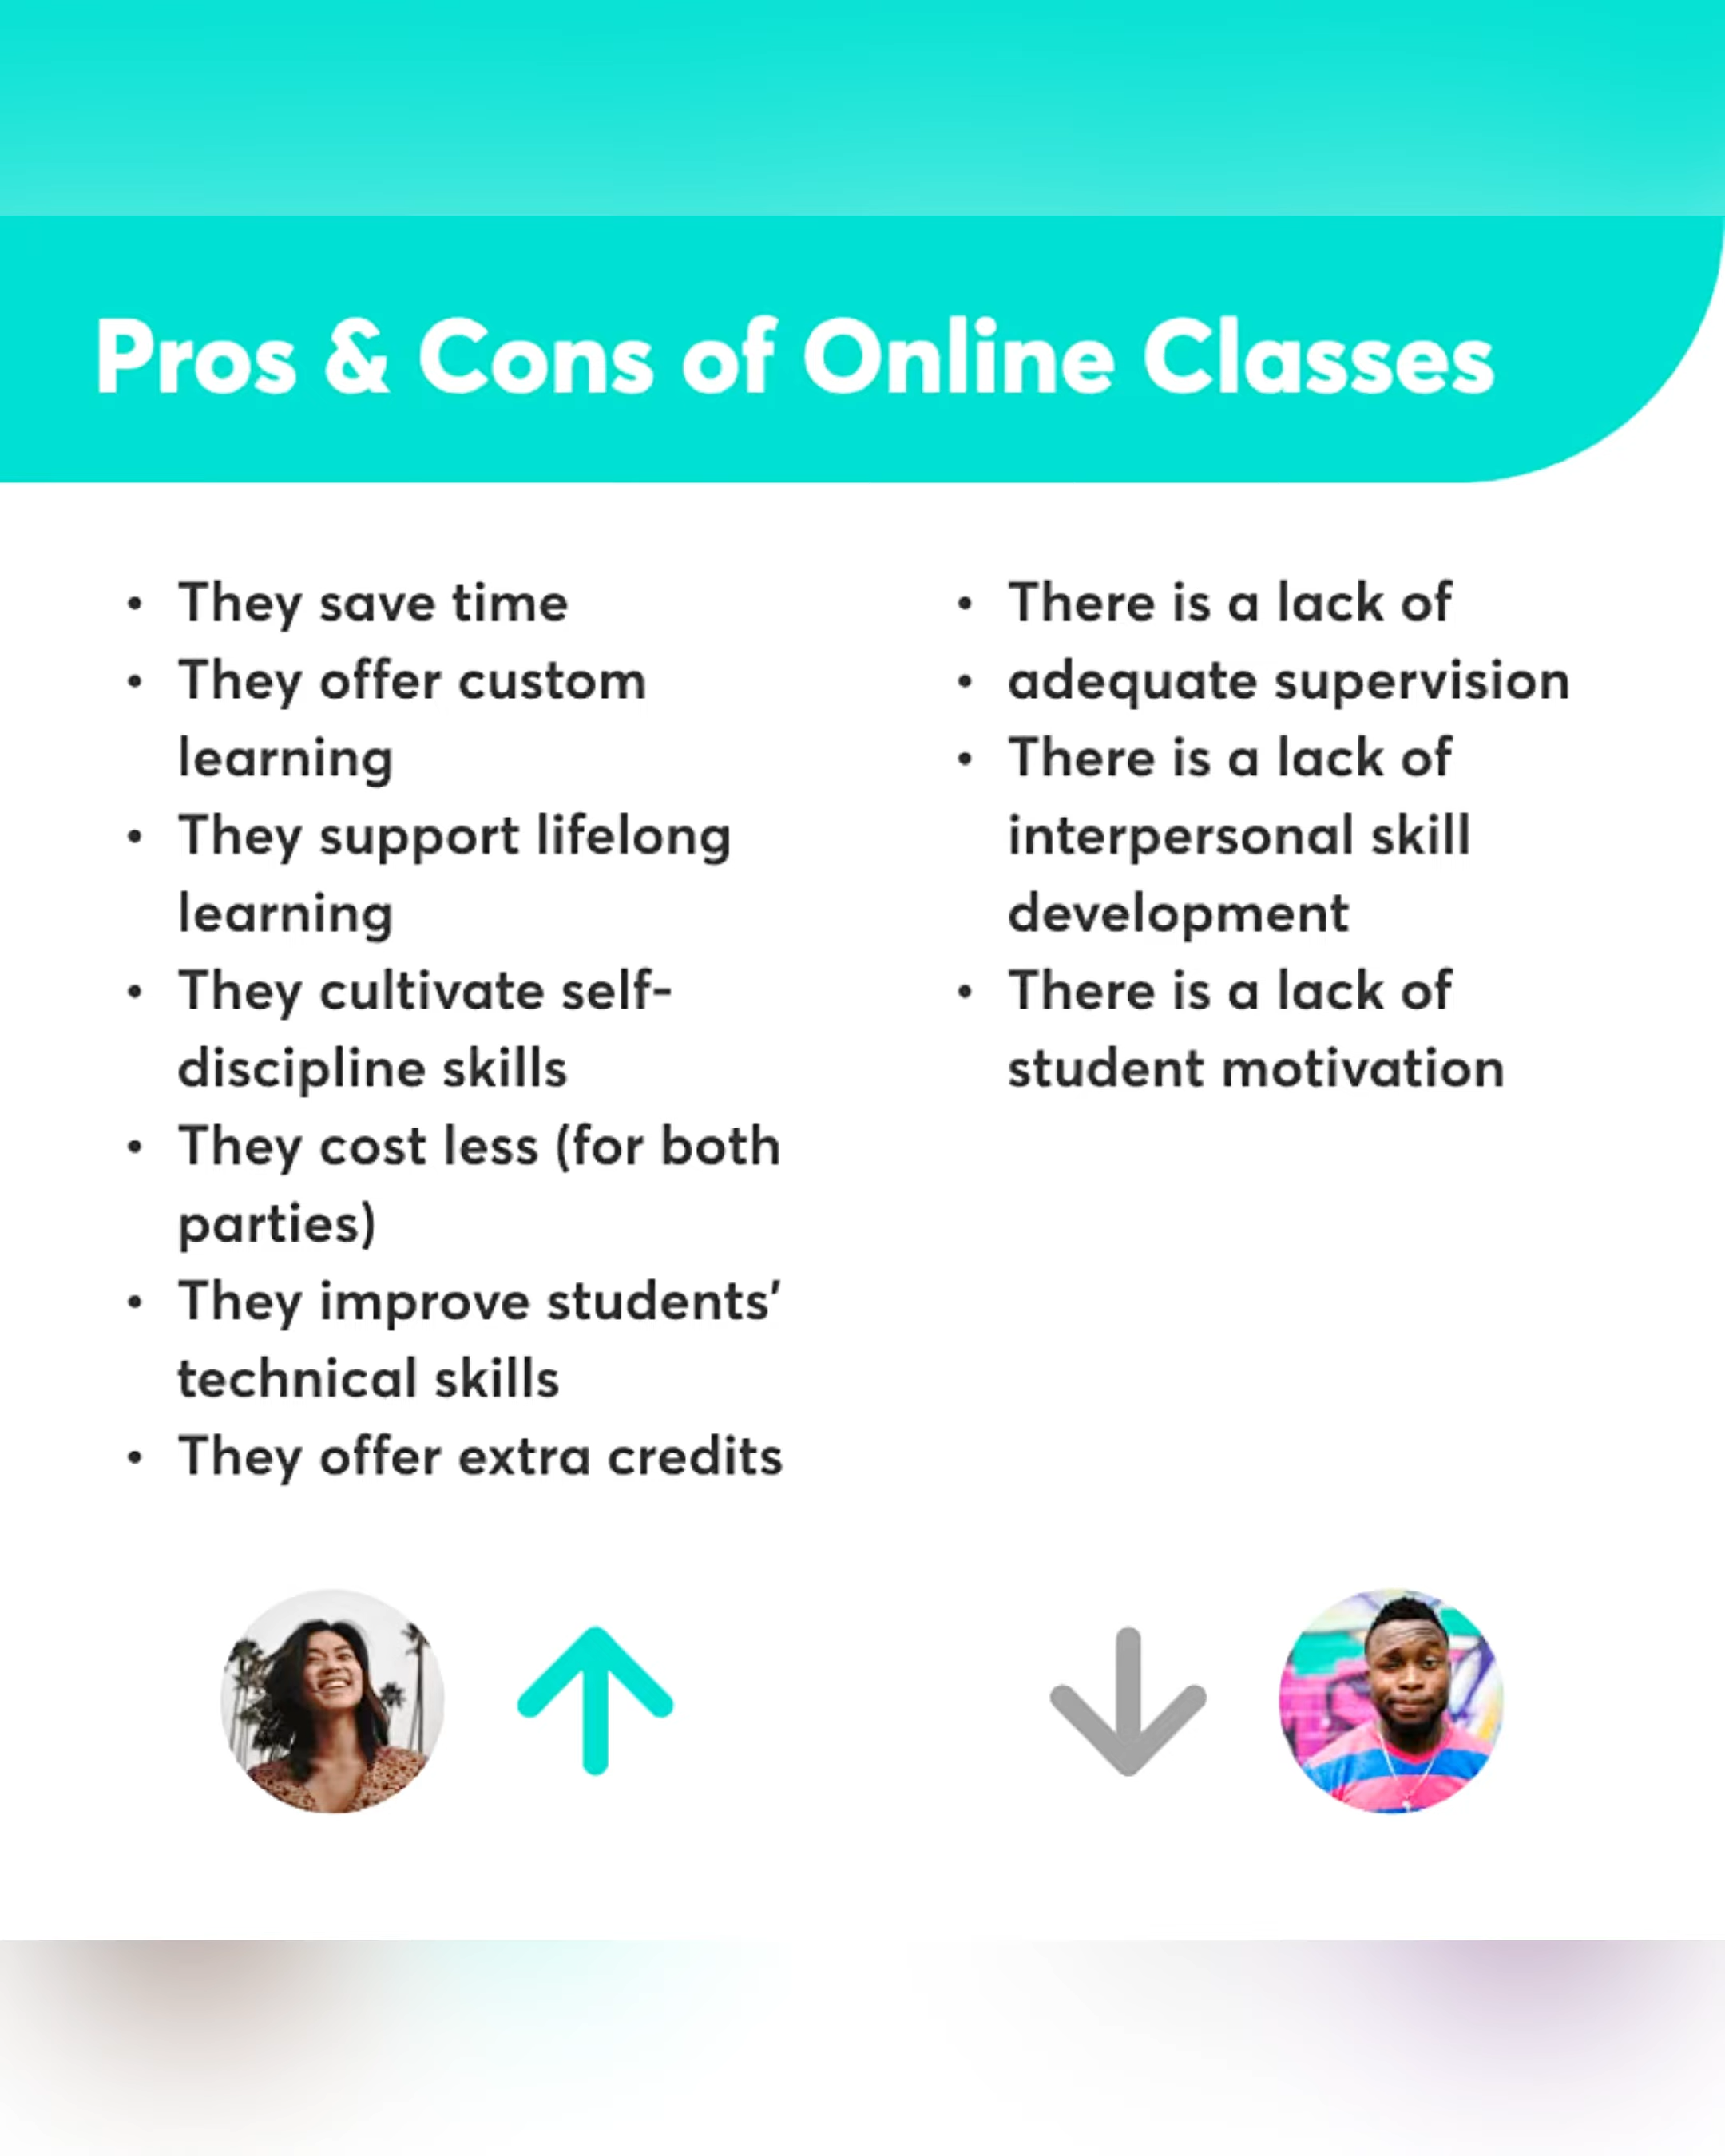 Pros & Cons of Online Classes
• They save time
• They offer custom
learning
• They support lifelong
learning
• They cultivate self-
discipline skills
• They cost less (for both
parties)
• They improve students’
technical skills
• They offer extra credits
• There is a lack of
• adequate supervision
• There is a lack of
interpersonal skill
development
• There is a lack of
student motivation